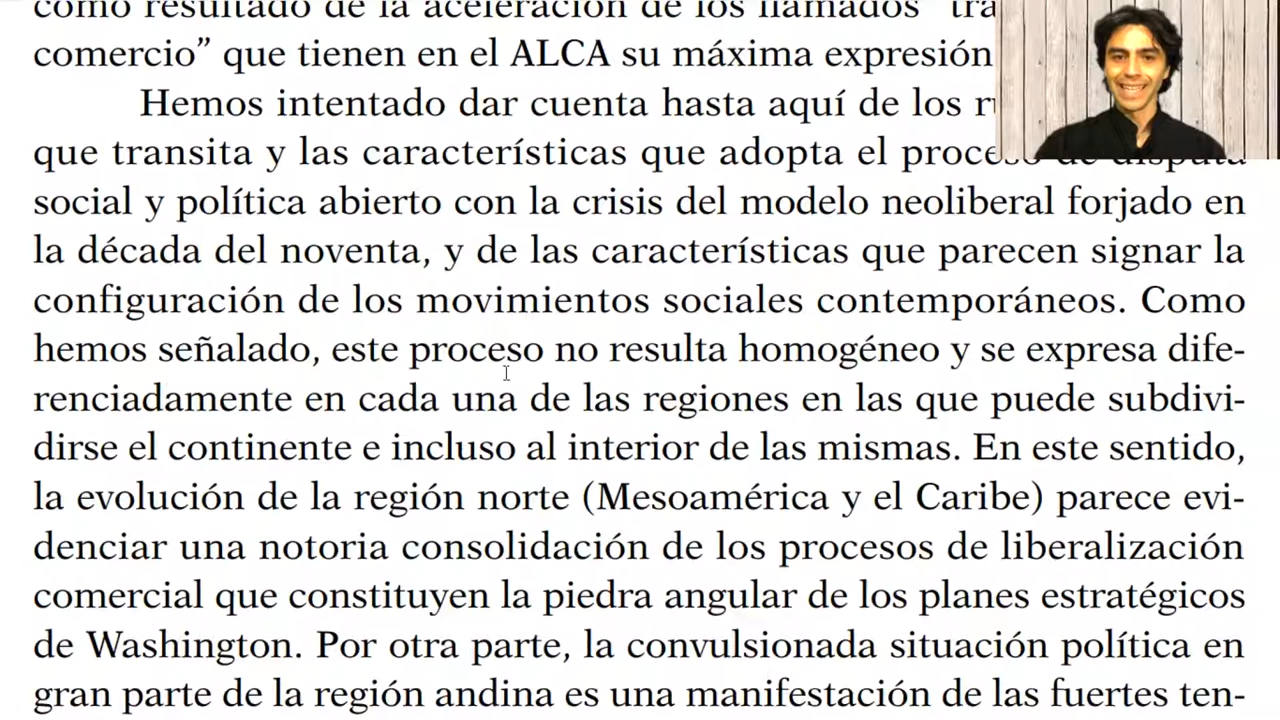 como resultado de la aceleración de los llamados
comercio” que tienen en el ALCA su máxima expresión
Hemos intentado dar cuenta hasta aquí de los
que transita y las características que adopta el proceso de disputa
social y política abierto con la crisis del modelo neoliberal forjado en
la década del noventa, y de las características que parecen signar la
configuración de los movimientos sociales contemporáneos. Como
hemos señalado, este proceso no resulta homogéneo y se expresa dife-
renciadamente en cada una de las regiones en las que puede subdivi-
dirse el continente e incluso al interior de las mismas. En este sentido,
la evolución de la región norte (Mesoamérica y el Caribe) parece evi-
denciar una notoria consolidación de los procesos de liberalización
comercial que constituyen la piedra angular de los planes estratégicos
de Washington. Por otra parte, la convulsionada situación política en
gran parte de la región andina es una manifestación de las fuertes ten-